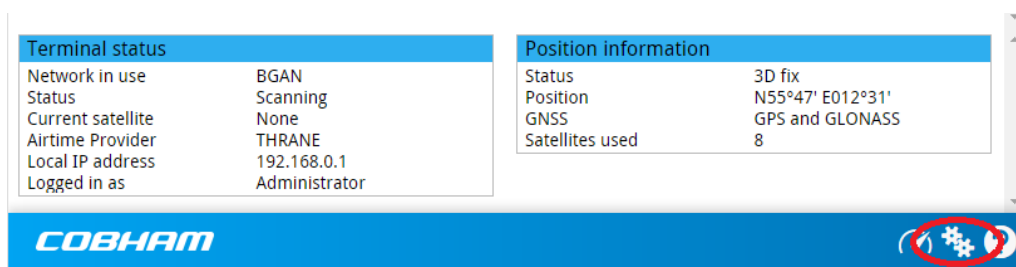 Terminal status
Network in use BGAN
Status Scanning
Current satellite None
Airtime Provider THRANE
Local IP address 192.168.0.1
Logged in as Administrator
Position information
Status 3D fix
Position N55°47' E012°31'
GNSS GPS and GLONASS
Satellites used 8
COBHAM
?